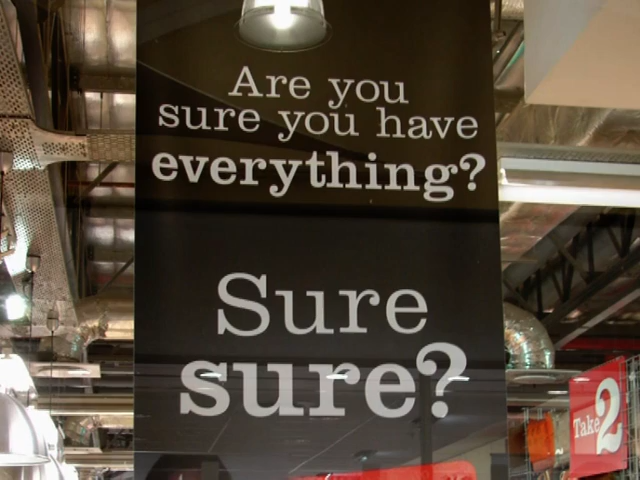 Are you
sure you have
everything?
Sure
sure?
Take 2